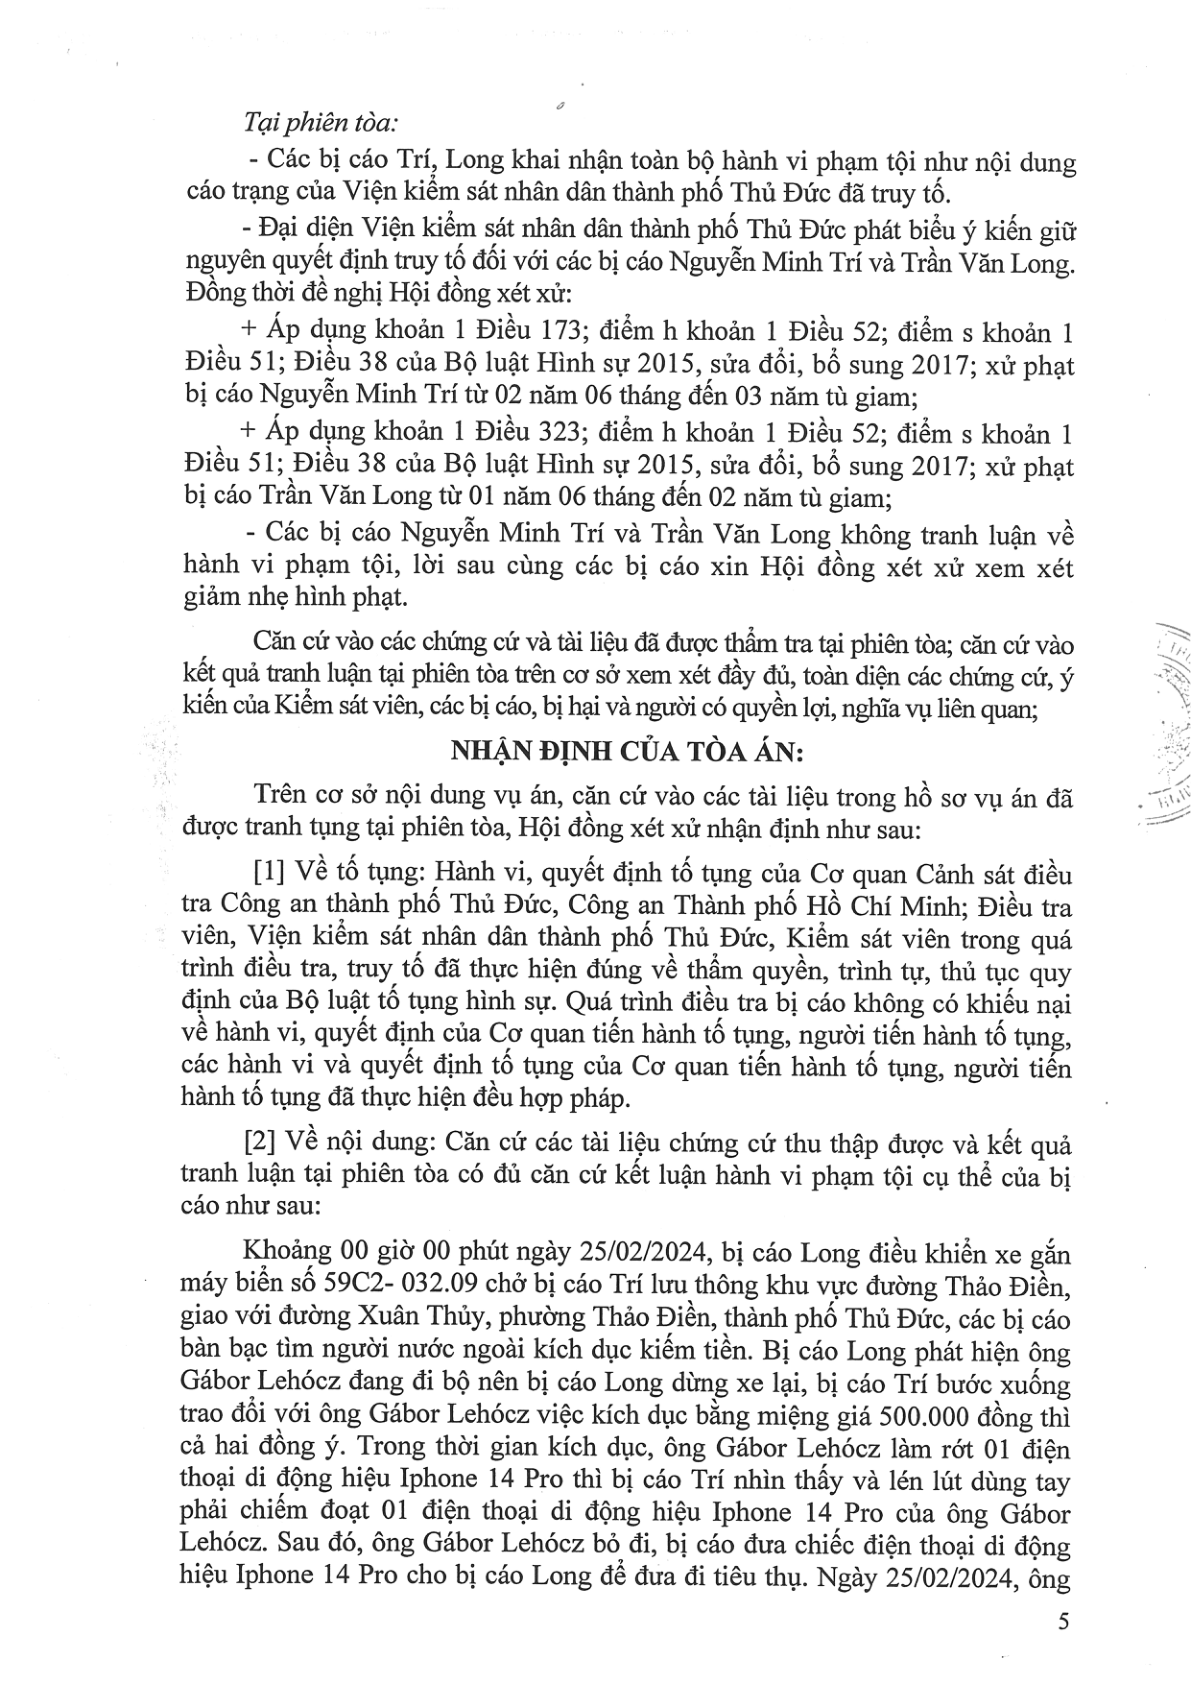 Tại phiên tòa:
- Các bị cáo Trí, Long khai nhận toàn bộ hành vi phạm tội như nội dung
cáo trạng của Viện kiểm sát nhân dân thành phố Thủ Đức đã truy tố.
- Đại diện Viện kiểm sát nhân dân thành phố Thủ Đức phát biểu ý kiến giữ
nguyên quyết định truy tố đối với các bị cáo Nguyễn Minh Trí và Trần Văn Long.
Đồng thời đề nghị Hội đồng xét xử:
+ Áp dụng khoản 1 Điều 173; điểm h khoản 1 Điều 52; điểm s khoản 1
Điều 51; Điều 38 của Bộ luật Hình sự 2015, sửa đổi, bổ sung 2017; xử phạt
bị cáo Nguyễn Minh Trí từ 02 năm 06 tháng đến 03 năm tù giam;
+ Áp dụng khoản 1 Điều 323; điểm h khoản 1 Điều 52; điểm s khoản 1
Điều 51; Điều 38 của Bộ luật Hình sự 2015, sửa đổi, bổ sung 2017; xử phạt
bị cáo Trần Văn Long từ 01 năm 06 tháng đến 02 năm tù giam;
- Các bị cáo Nguyễn Minh Trí và Trần Văn Long không tranh luận về
hành vi phạm tội, lời sau cùng các bị cáo xin Hội đồng xét xử xem xét
giảm nhẹ hình phạt.
Căn cứ vào các chứng cứ và tài liệu đã được thẩm tra tại phiên tòa; căn cứ vào
kết quả tranh luận tại phiên tòa trên cơ sở xem xét đầy đủ, toàn diện các chứng cứ, ý
kiến của Kiểm sát viên, các bị cáo, bị hại và người có quyền lợi, nghĩa vụ liên quan;
NHẬN ĐỊNH CỦA TÒA ÁN:
Trên cơ sở nội dung vụ án, căn cứ vào các tài liệu trong hồ sơ vụ án đã
được tranh tụng tại phiên tòa, Hội đồng xét xử nhận định như sau:
[1] Về tố tụng: Hành vi, quyết định tố tụng của Cơ quan Cảnh sát điều
tra Công an thành phố Thủ Đức, Công an Thành phố Hồ Chí Minh; Điều tra
viên, Viện kiểm sát nhân dân thành phố Thủ Đức, Kiểm sát viên trong quá
trình điều tra, truy tố đã thực hiện đúng về thẩm quyền, trình tự, thủ tục quy
định của Bộ luật tố tụng hình sự. Quá trình điều tra bị cáo không có khiếu nại
về hành vi, quyết định của Cơ quan tiến hành tố tụng, người tiến hành tố tụng,
các hành vi và quyết định tố tụng của Cơ quan tiến hành tố tụng, người tiến
hành tố tụng đã thực hiện đều hợp pháp.
[2] Về nội dung: Căn cứ các tài liệu chứng cứ thu thập được và kết quả
tranh luận tại phiên tòa có đủ căn cứ kết luận hành vi phạm tội cụ thể của bị
cáo như sau:
Khoảng 00 giờ 00 phút ngày 25/02/2024, bị cáo Long điều khiển xe gắn
máy biển số 59C2- 032.09 chở bị cáo Trí lưu thông khu vực đường Thảo Điền,
giao với đường Xuân Thủy, phường Thảo Điền, thành phố Thủ Đức, các bị cáo
bàn bạc tìm người nước ngoài kích dục kiếm tiền. Bị cáo Long phát hiện ông
Gábor Lehócz đang đi bộ nên bị cáo Long dừng xe lại, bị cáo Trí bước xuống
trao đổi với ông Gábor Lehócz việc kích dục bằng miệng giá 500.000 đồng thì
cả hai đồng ý. Trong thời gian kích dục, ông Gábor Lehócz làm rớt 01 điện
thoại di động hiệu Iphone 14 Pro thì bị cáo Trí nhìn thấy và lén lút dùng tay
phải chiếm đoạt 01 điện thoại di động hiệu Iphone 14 Pro của ông Gábor
Lehócz. Sau đó, ông Gábor Lehócz bỏ đi, bị cáo đưa chiếc điện thoại di động
hiệu Iphone 14 Pro cho bị cáo Long để đưa đi tiêu thụ. Ngày 25/02/2024, ông
5